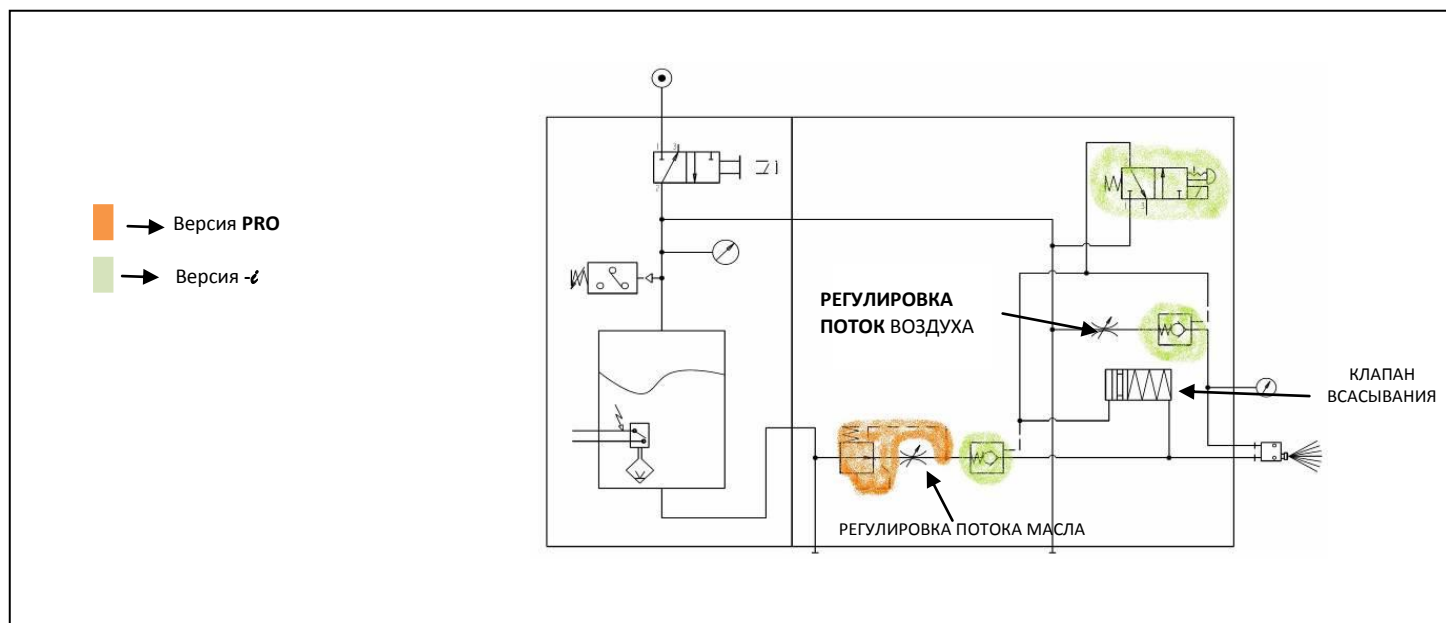 Версия PRO
Версия -i
РЕГУЛИРОВКА
ПОТОК ВОЗДУХА
КЛАПАН
ВСАСЫВАНИЯ
РЕГУЛИРОВКА ПОТОКА МАСЛА